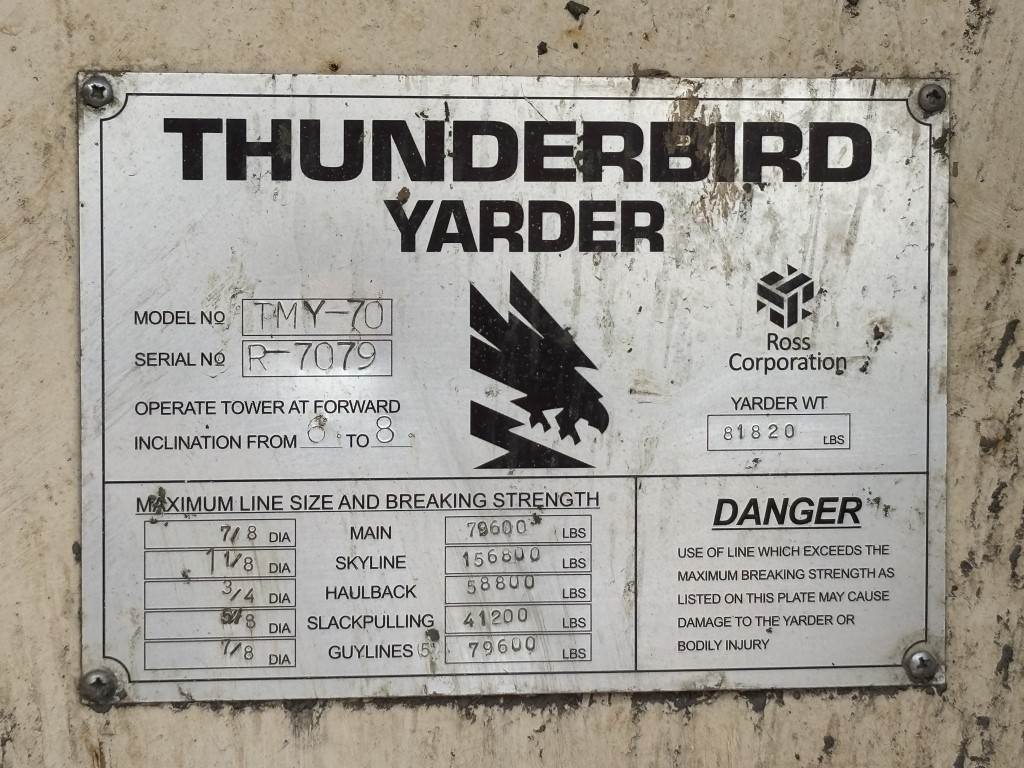 THUNDERBIRD
YARDER
MODEL NO TMY-70
SERIAL NO R-7079
Ross
Corporation
OPERATE TOWER AT FORWARD
INCLINATION FROM 6° TO 8°
YARDER WT
81820 LBS
MAXIMUM LINE SIZE AND BREAKING STRENGTH
7/8 DIA MAIN 79600 LBS
1 1/8 DIA SKYLINE 156800 LBS
3/4 DIA HAULBACK 58800 LBS
5/8 DIA SLACKPULLING 41200 LBS
7/8 DIA GUYLINES (5) 79600 LBS
DANGER
USE OF LINE WHICH EXCEEDS THE
MAXIMUM BREAKING STRENGTH AS
LISTED ON THIS PLATE MAY CAUSE
DAMAGE TO THE YARDER OR
BODILY INJURY